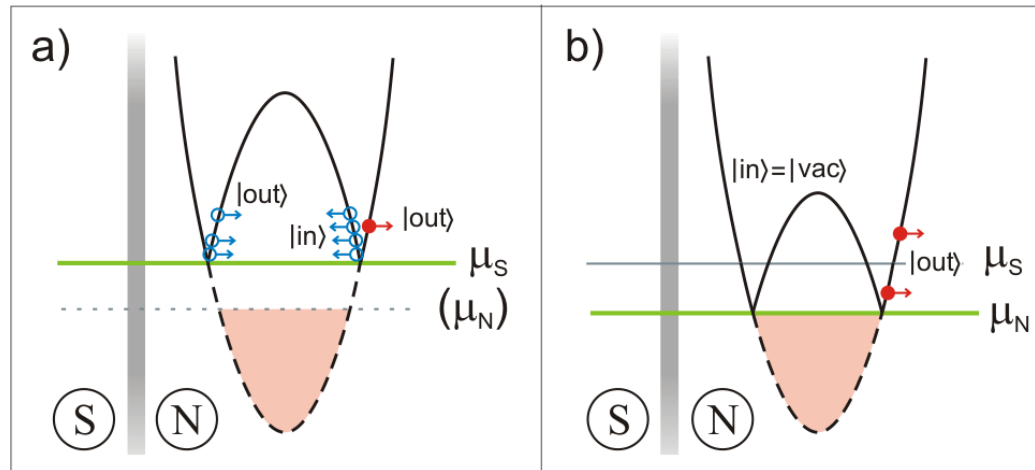 a)
|out⟩
|in⟩
|out⟩
μS
(μN)
S
N
b)
|in⟩=|vac⟩
|out⟩
μS
μN
S
N